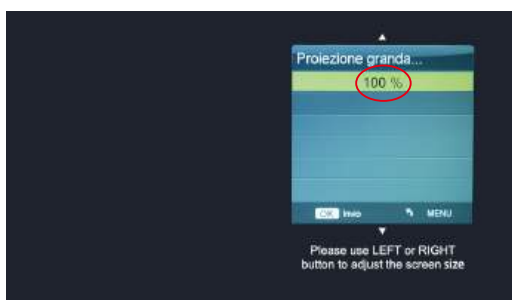 Proiezione granda...
100 %
OK Invio MENU
Please use LEFT or RIGHT
button to adjust the screen size